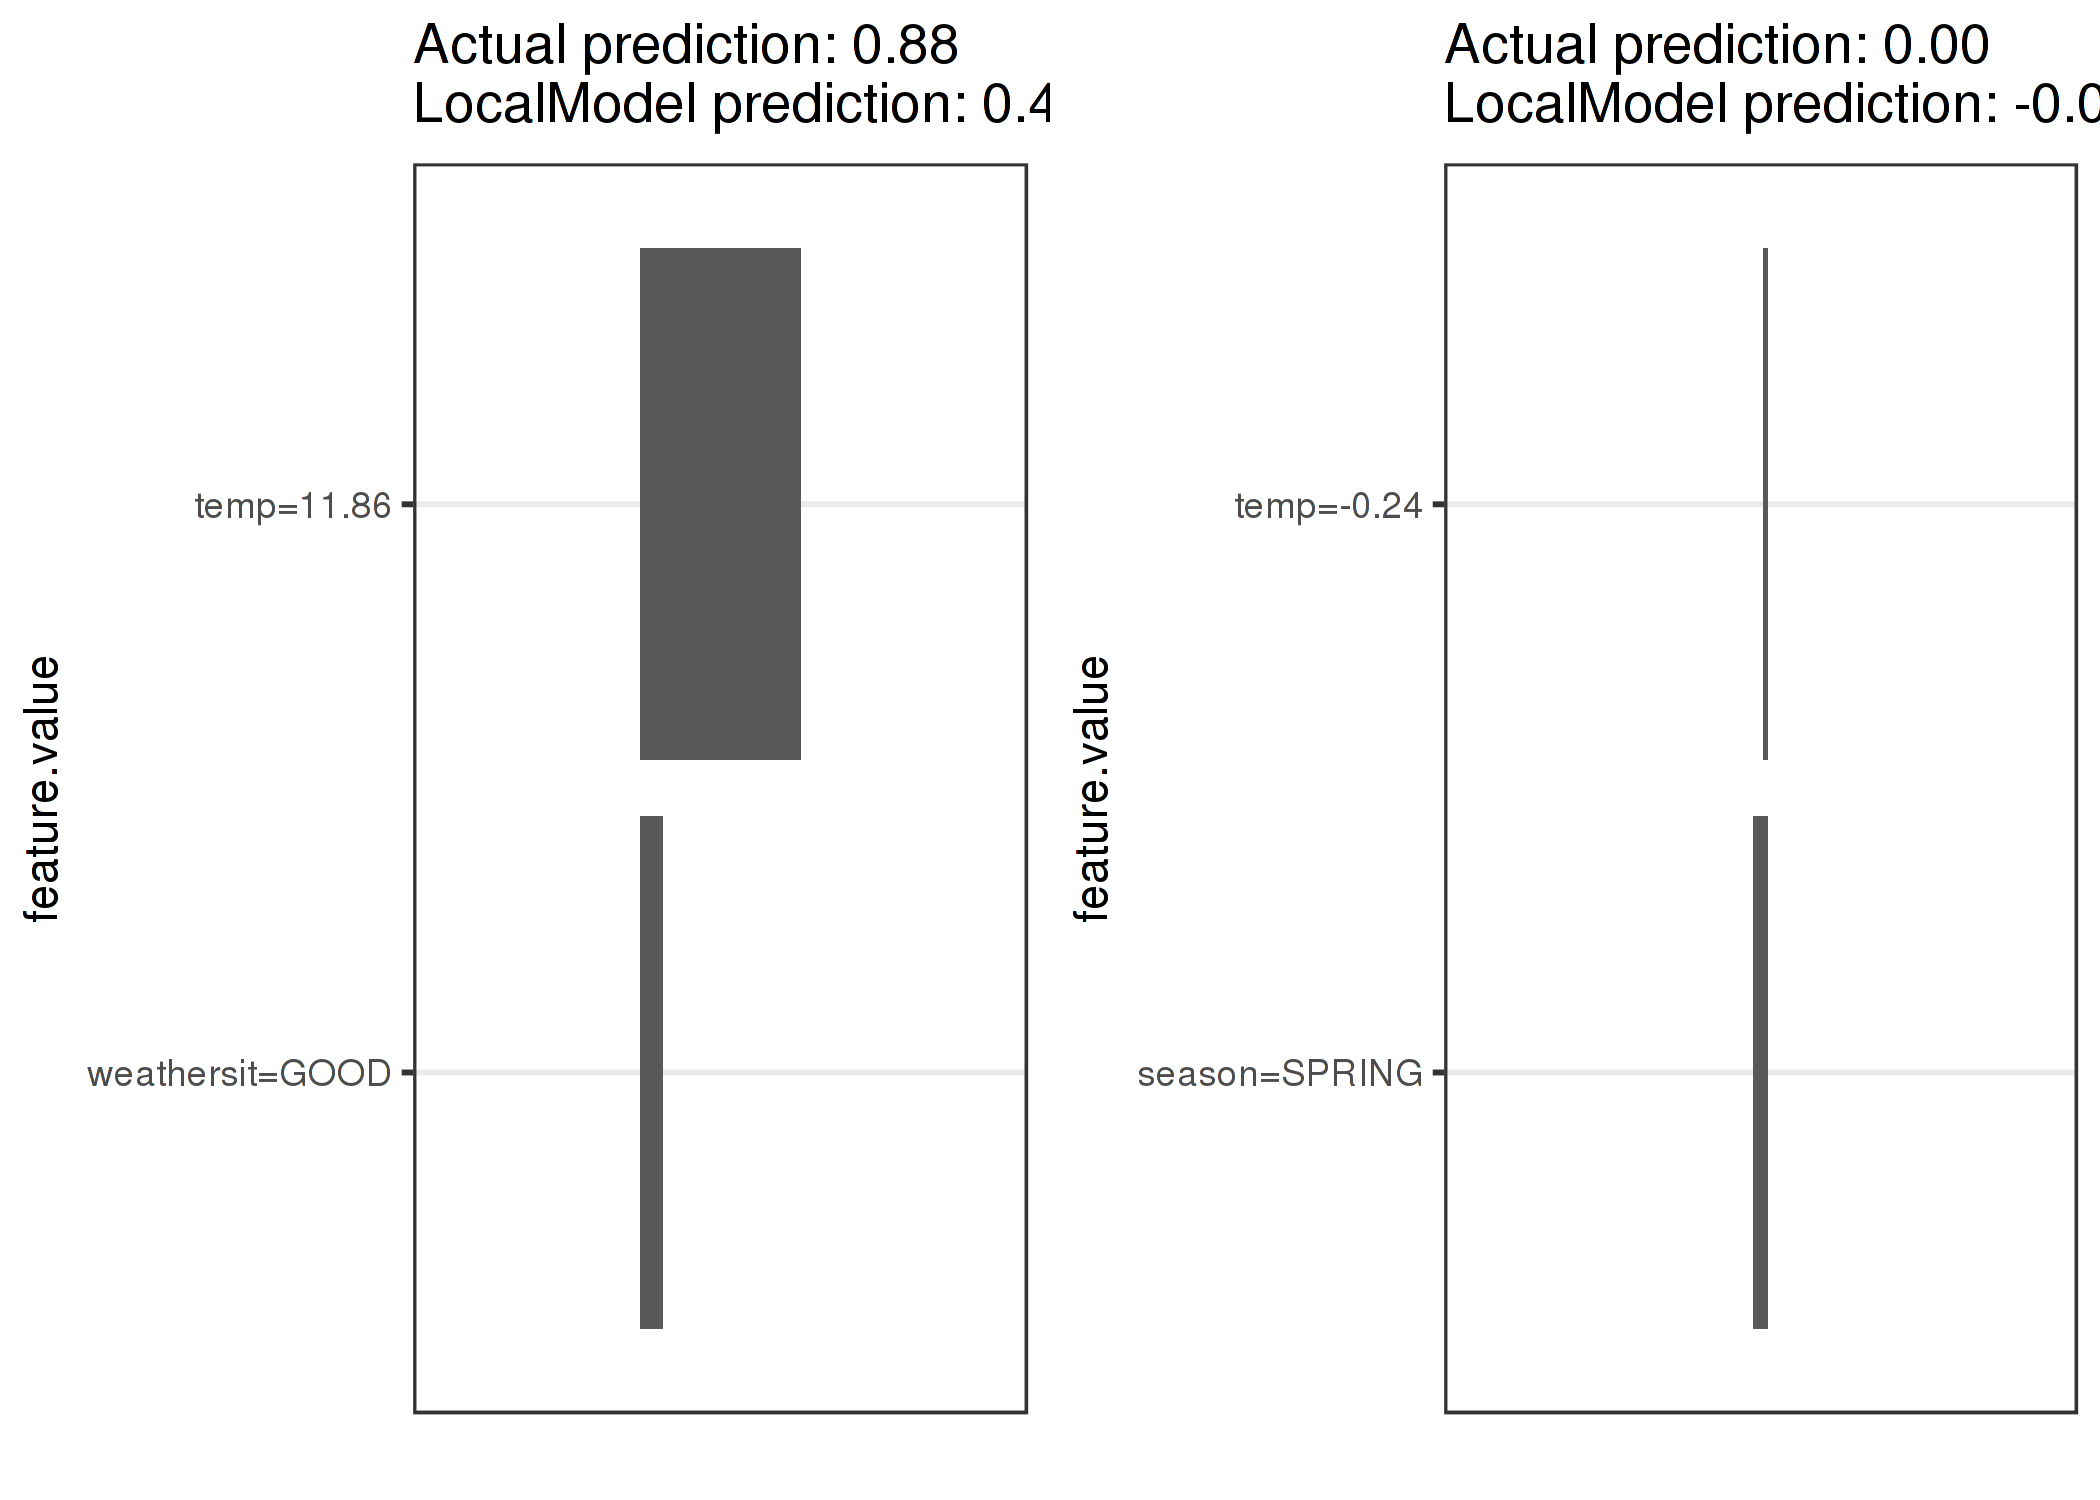 Actual prediction: 0.88
LocalModel prediction: 0.4
temp=11.86
weathersit=GOOD
feature.value
Actual prediction: 0.00
LocalModel prediction: -0.0
temp=-0.24
season=SPRING
feature.value